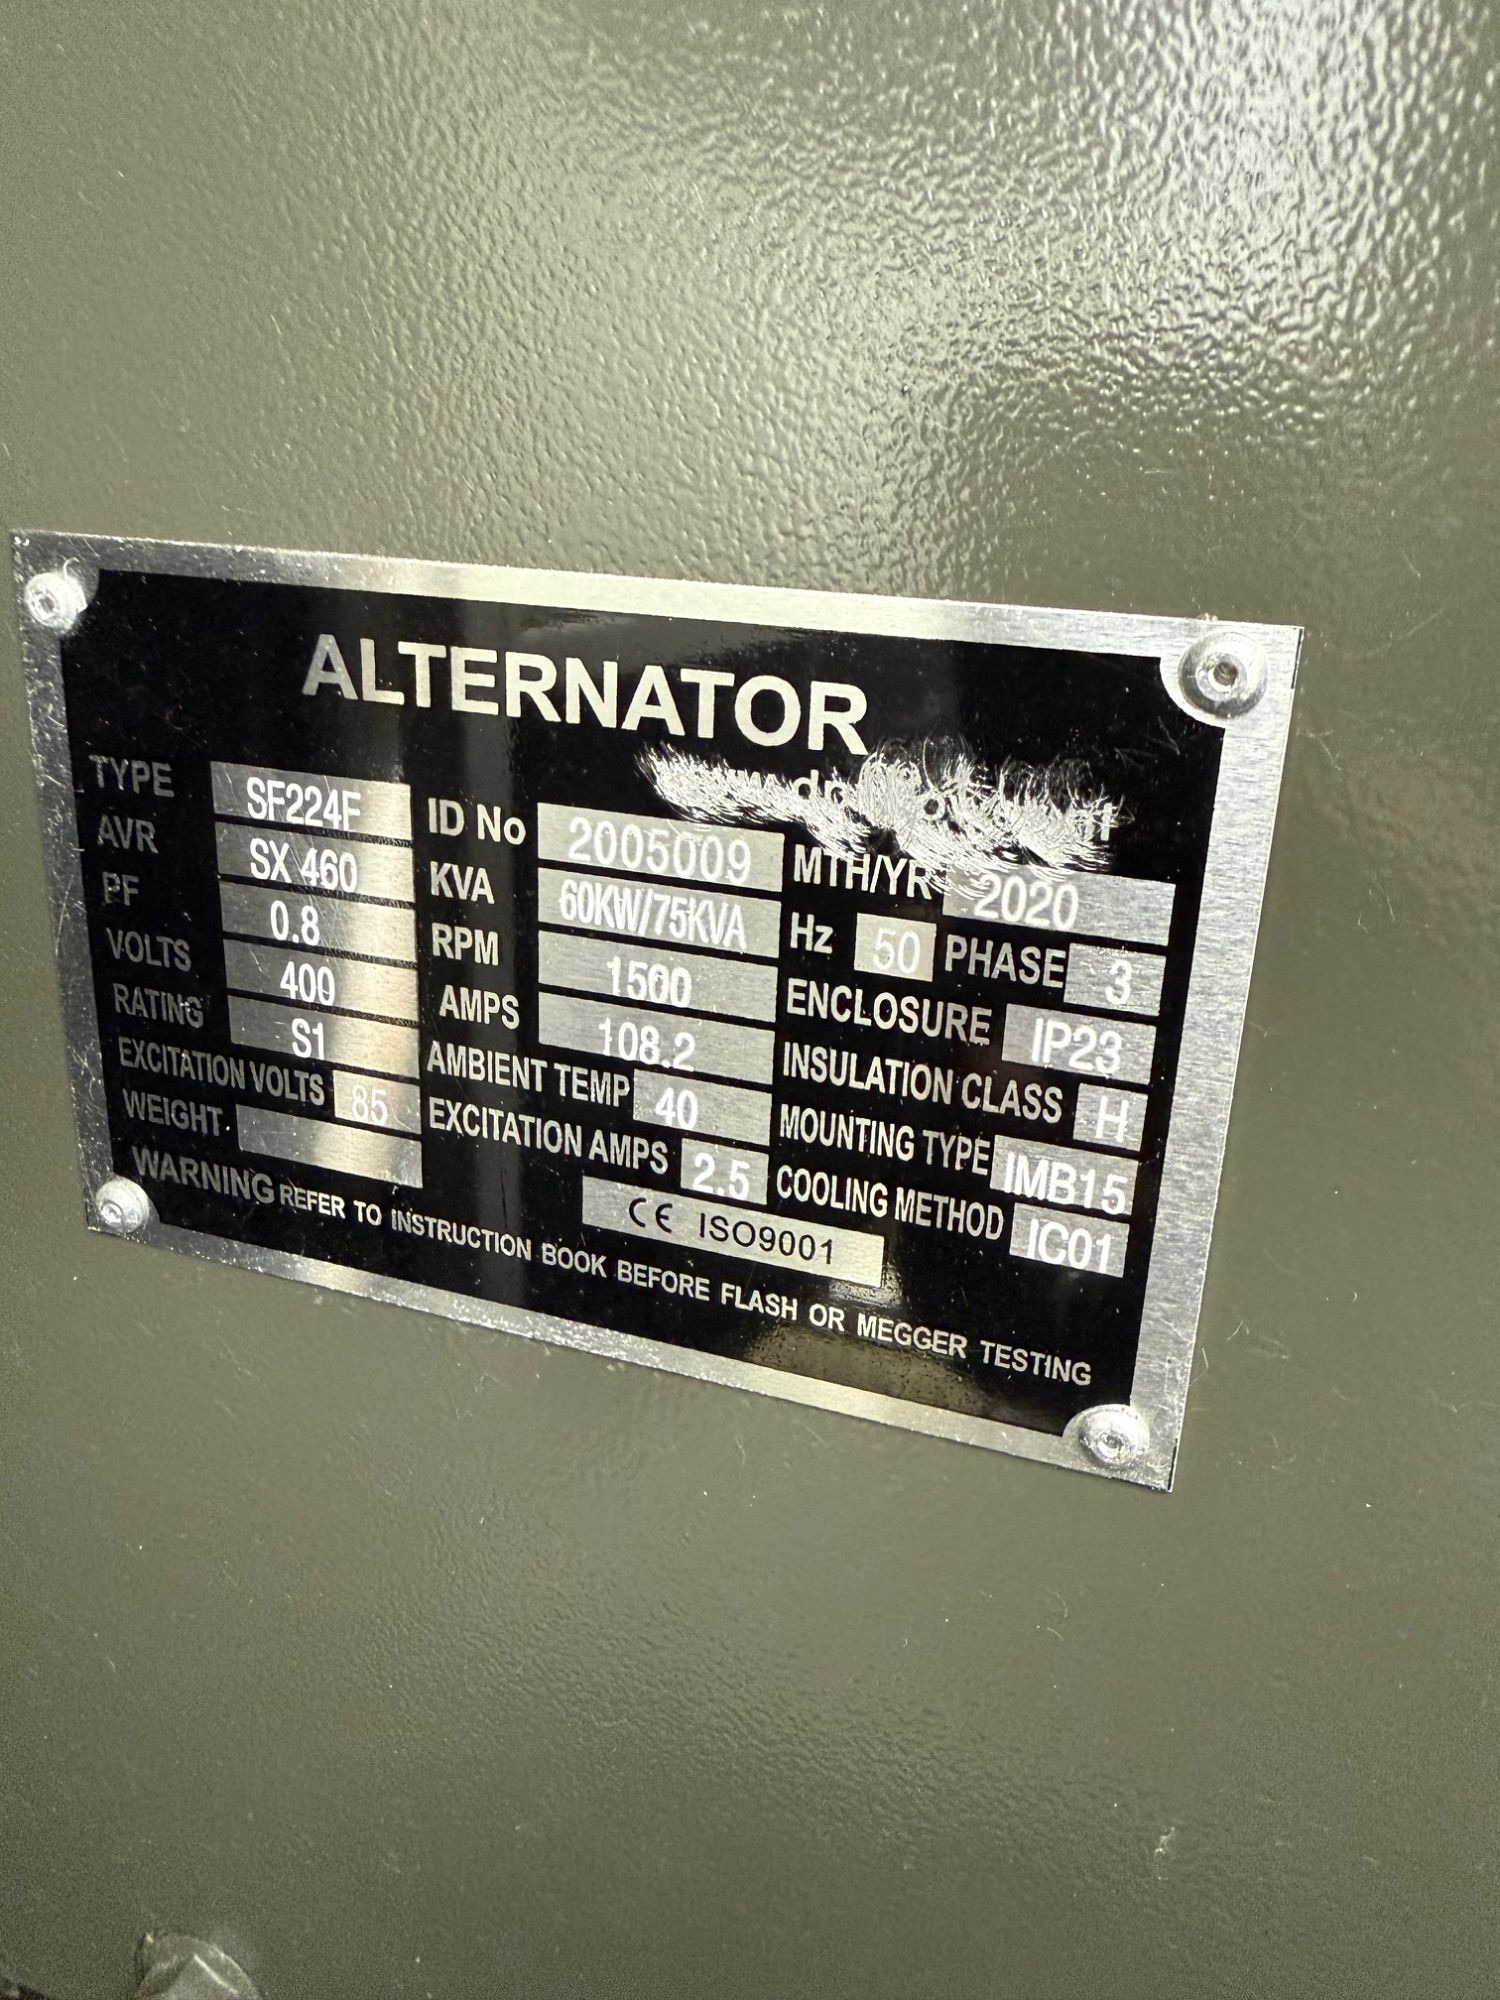 ALTERNATOR
TYPE SF224F ID No 2005009 MTH/YR 2020
AVR SX 460 KVA 60KW/75KVA Hz 50 PHASE 3
PF 0.8 RPM 1500 ENCLOSURE IP23
VOLTS 400 AMPS 108.2 INSULATION CLASS H
RATING S1 AMBIENT TEMP 40 MOUNTING TYPE IMB15
EXCITATION VOLTS 85 EXCITATION AMPS 2.5 COOLING METHOD IC01
WEIGHT CE ISO9001
WARNING REFER TO INSTRUCTION BOOK BEFORE FLASH OR MEGGER TESTING